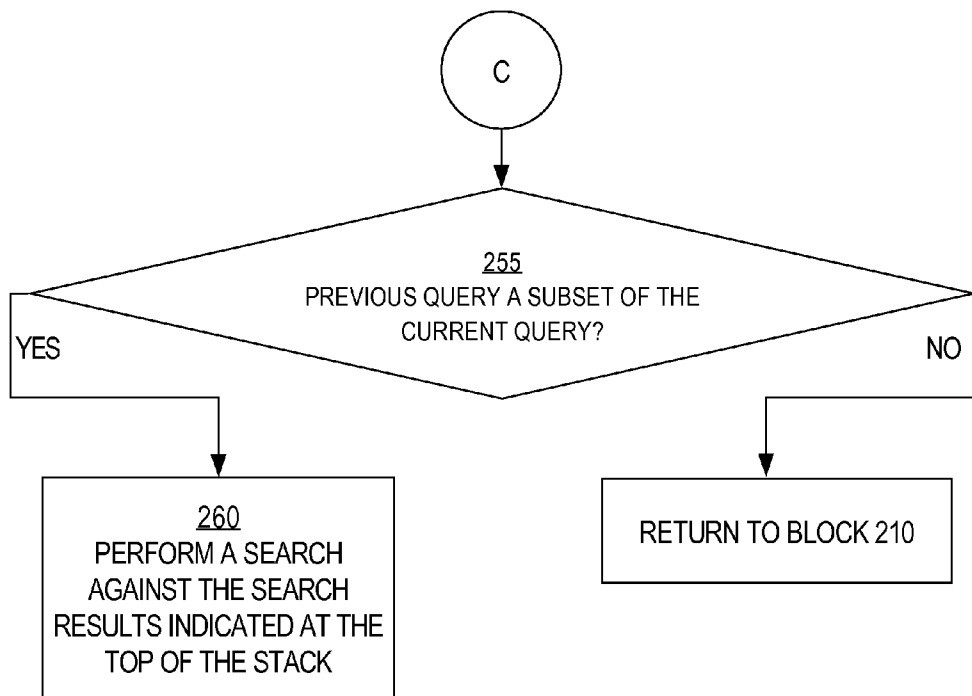 C
255
PREVIOUS QUERY A SUBSET OF THE
CURRENT QUERY?
YES
NO
260
PERFORM A SEARCH
AGAINST THE SEARCH
RESULTS INDICATED AT THE
TOP OF THE STACK
RETURN TO BLOCK 210